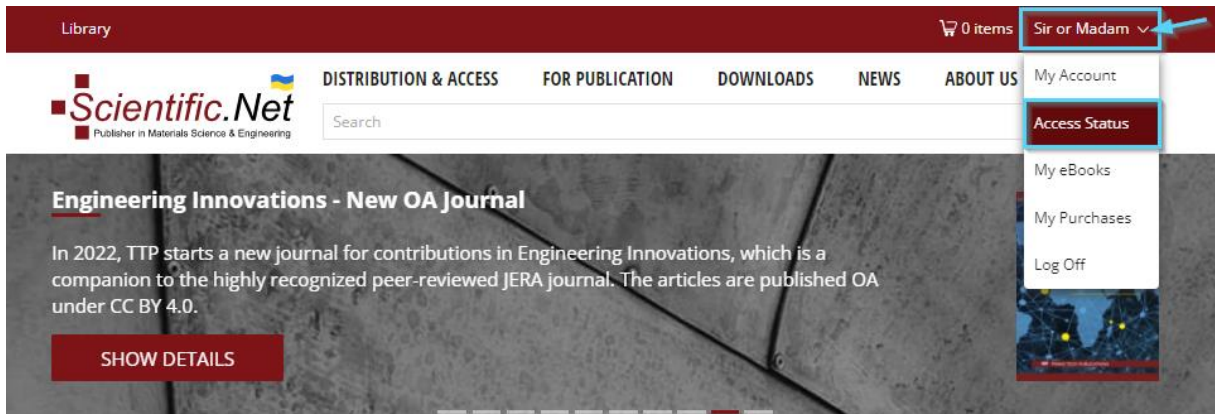 Library
0 items
Sir or Madam
Scientific.Net
Publisher in Materials Science & Engineering
DISTRIBUTION & ACCESS
FOR PUBLICATION
DOWNLOADS
NEWS
ABOUT US
Search
My Account
Access Status
My eBooks
My Purchases
Log Off
Engineering Innovations - New OA Journal
In 2022, TTP starts a new journal for contributions in Engineering Innovations, which is a
companion to the highly recognized peer-reviewed JERA journal. The articles are published OA
under CC BY 4.0.
SHOW DETAILS